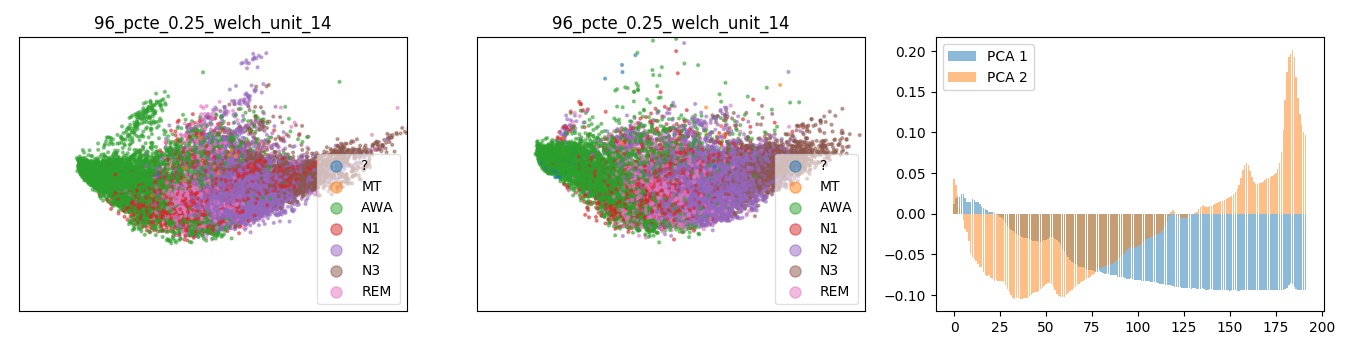 96_pcte_0.25_welch_unit_14
?
MT
AWA
N1
N2
N3
REM
96_pcte_0.25_welch_unit_14
?
MT
AWA
N1
N2
N3
REM
PCA 1
PCA 2
0.20
0.15
0.10
0.05
0.00
−0.05
−0.10
0 25 50 75 100 125 150 175 200